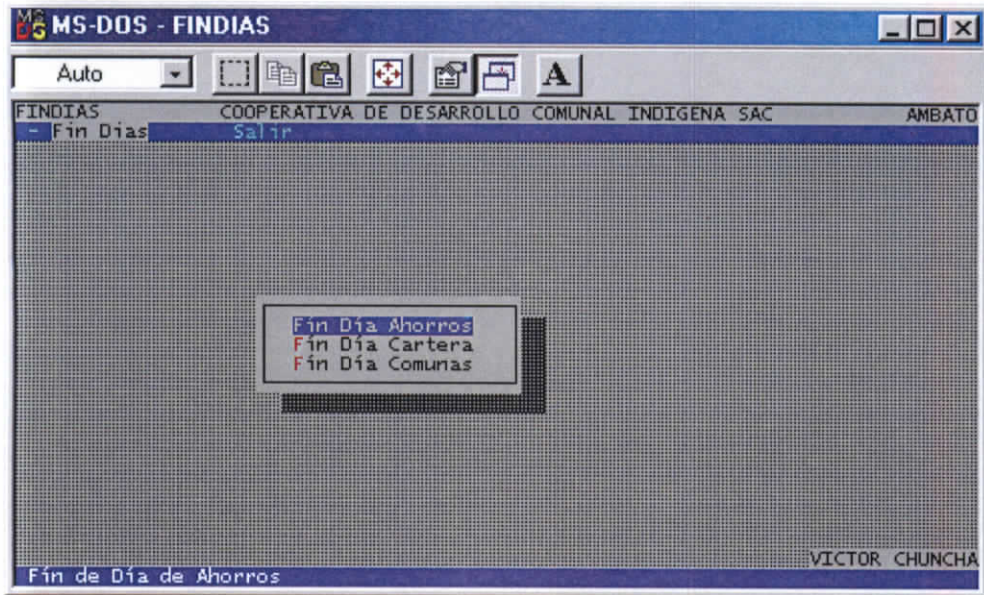 MS-DOS - FINDIAS
Auto A
FINDIAS COOPERATIVA DE DESARROLLO COMUNAL INDIGENA SAC AMBATO
- Fin Dias Salir
Fín Día Ahorros
Fín Día Cartera
Fín Día Comunas
VICTOR CHUNCHA
Fín de Día de Ahorros